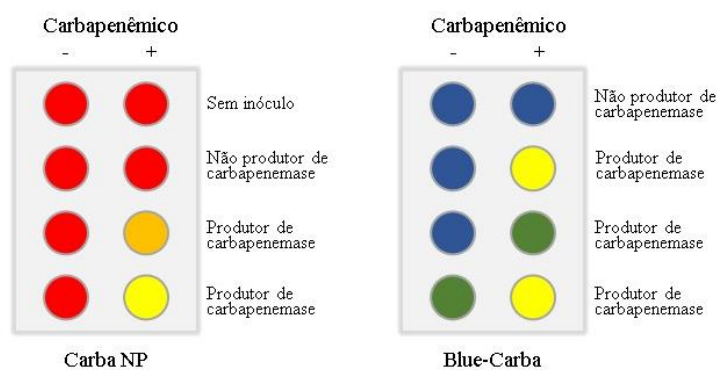 Carbapenêmico
- +
Sem inóculo
Não produtor de
carbapenemase
Produtor de
carbapenemase
Produtor de
carbapenemase
Carba NP
Carbapenêmico
- +
Não produtor de
carbapenemase
Produtor de
carbapenemase
Produtor de
carbapenemase
Produtor de
carbapenemase
Blue-Carba